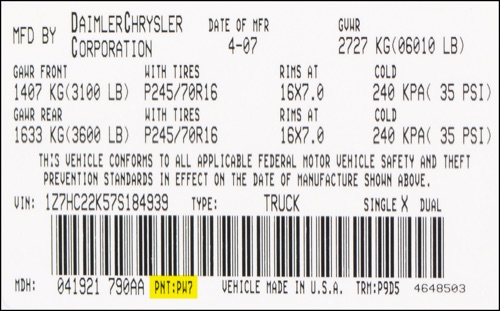 MFD BY DAIMLERCHRYSLER CORPORATION DATE OF MFR 4-07 GVWR 2727 KG(06010 LB)
GAWR FRONT WITH TIRES RIMS AT COLD
1407 KG(3100 LB) P245/70R16 16X7.0 240 KPA( 35 PSI)
GAWR REAR WITH TIRES RIMS AT COLD
1633 KG(3600 LB) P245/70R16 16X7.0 240 KPA( 35 PSI)
THIS VEHICLE CONFORMS TO ALL APPLICABLE FEDERAL MOTOR VEHICLE SAFETY AND THEFT
PREVENTION STANDARDS IN EFFECT ON THE DATE OF MANUFACTURE SHOWN ABOVE.
VIN: 1Z7HC22K57S184939 TYPE: TRUCK SINGLE X DUAL
MDH: 041921 790AA PNT:PW7 VEHICLE MADE IN U.S.A. TRM:P9D5 4648503